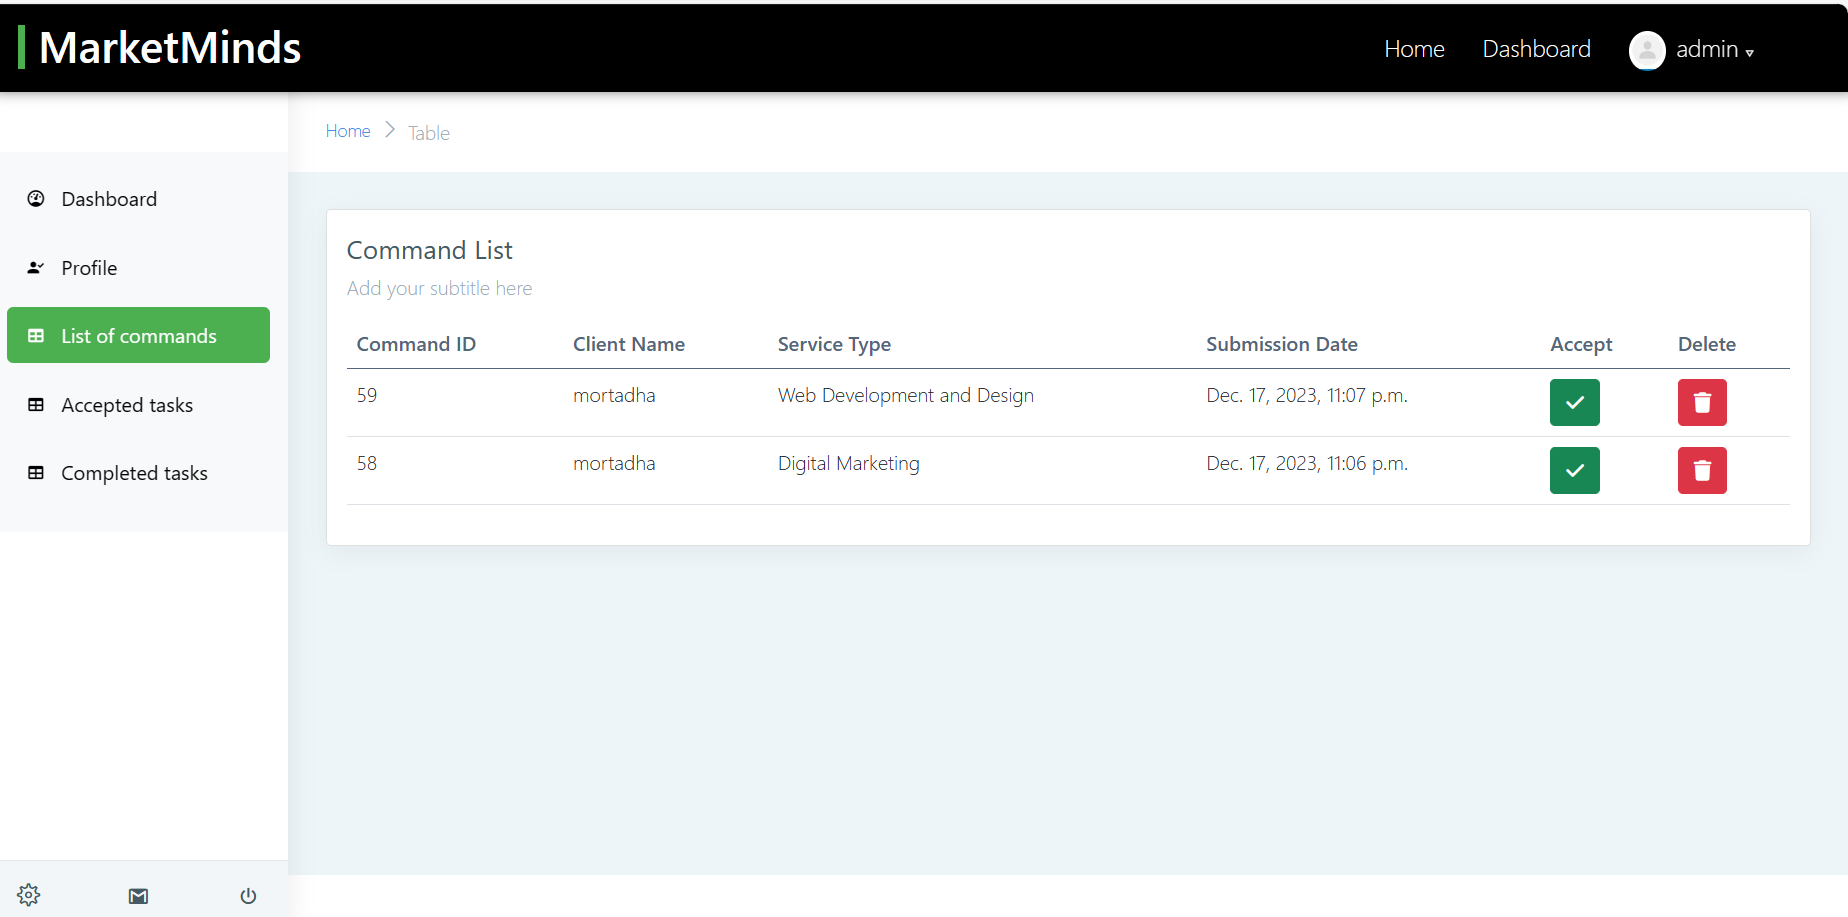 MarketMinds
Home Dashboard admin
Home Table
Dashboard
Profile
List of commands
Accepted tasks
Completed tasks
Command List
Add your subtitle here
Command ID Client Name Service Type Submission Date Accept Delete
59 mortadha Web Development and Design Dec. 17, 2023, 11:07 p.m.
58 mortadha Digital Marketing Dec. 17, 2023, 11:06 p.m.